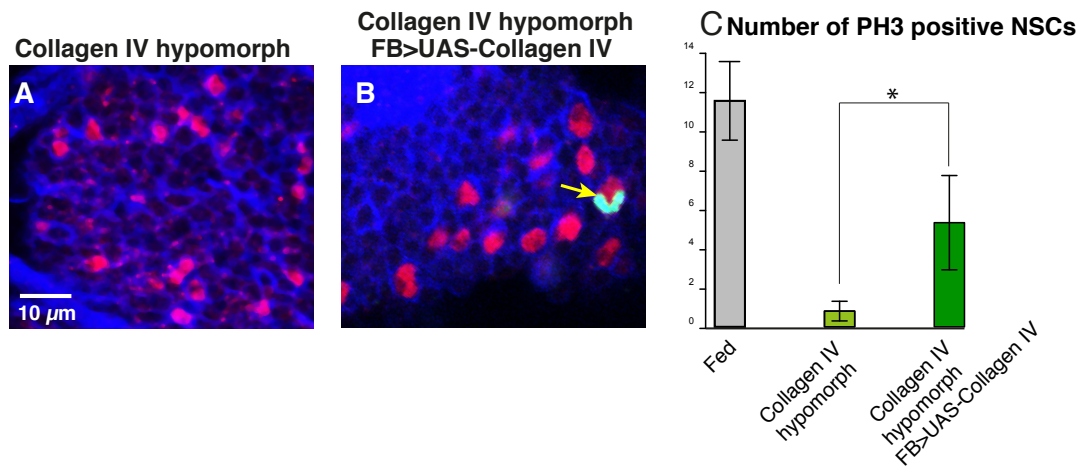 Collagen IV hypomorph
A
10 µm
Collagen IV hypomorph
FB>UAS-Collagen IV
B
C Number of PH3 positive NSCs
14
12
10
8
6
4
2
0
*
Fed
Collagen IV
hypomorph
Collagen IV
hypomorph
FB>UAS-Collagen IV